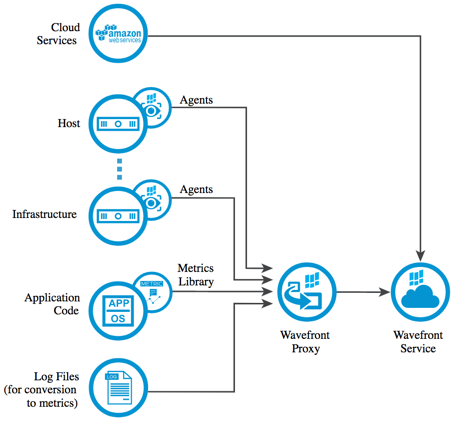 Cloud
Services
amazon
web services
Host
Agents
Infrastructure
Agents
Application
Code
APP
OS
METRIC
Metrics
Library
Log Files
(for conversion
to metrics)
LOG
Wavefront
Proxy
Wavefront
Service